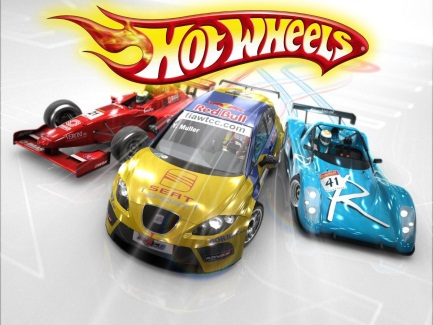 HOT WHEELS
Red Bull
fiawtcc.com
Y. Muller
SEAT
41
R